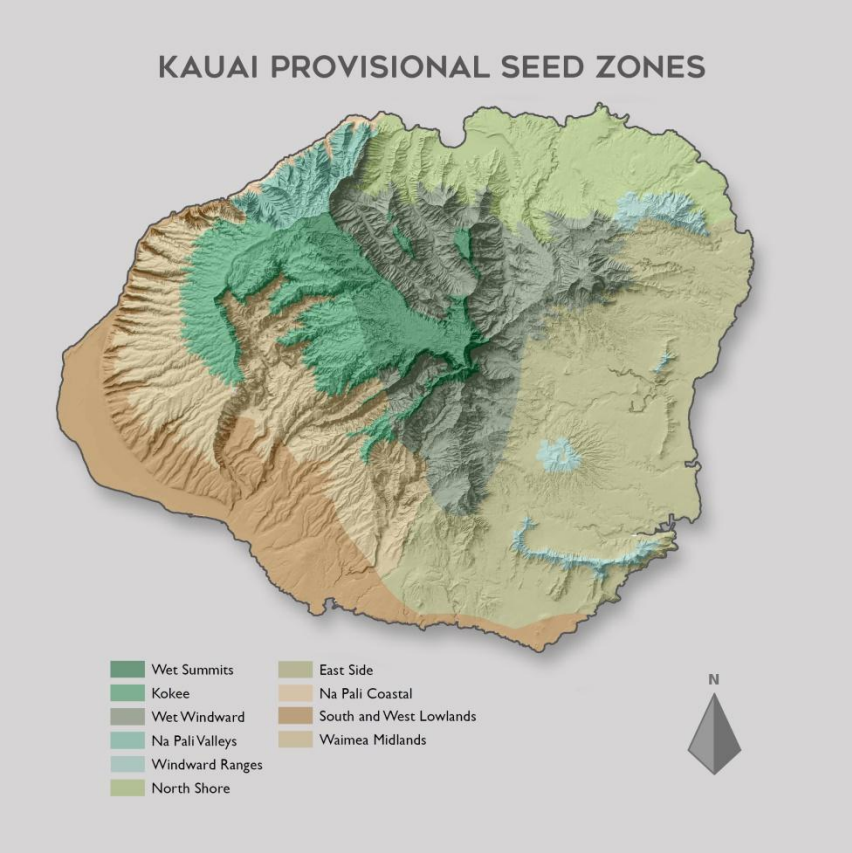 KAUAI PROVISIONAL SEED ZONES
Wet Summits
Kokee
Wet Windward
Na Pali Valleys
Windward Ranges
North Shore
East Side
Na Pali Coastal
South and West Lowlands
Waimea Midlands
N